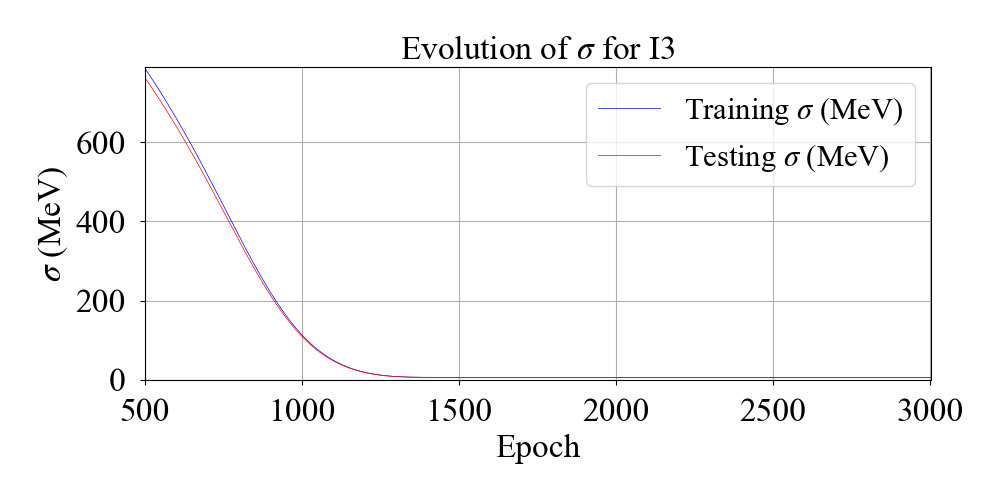 Evolution of σ for I3
σ (MeV)
600
400
200
0
Training σ (MeV)
Testing σ (MeV)
500 1000 1500 2000 2500 3000
Epoch